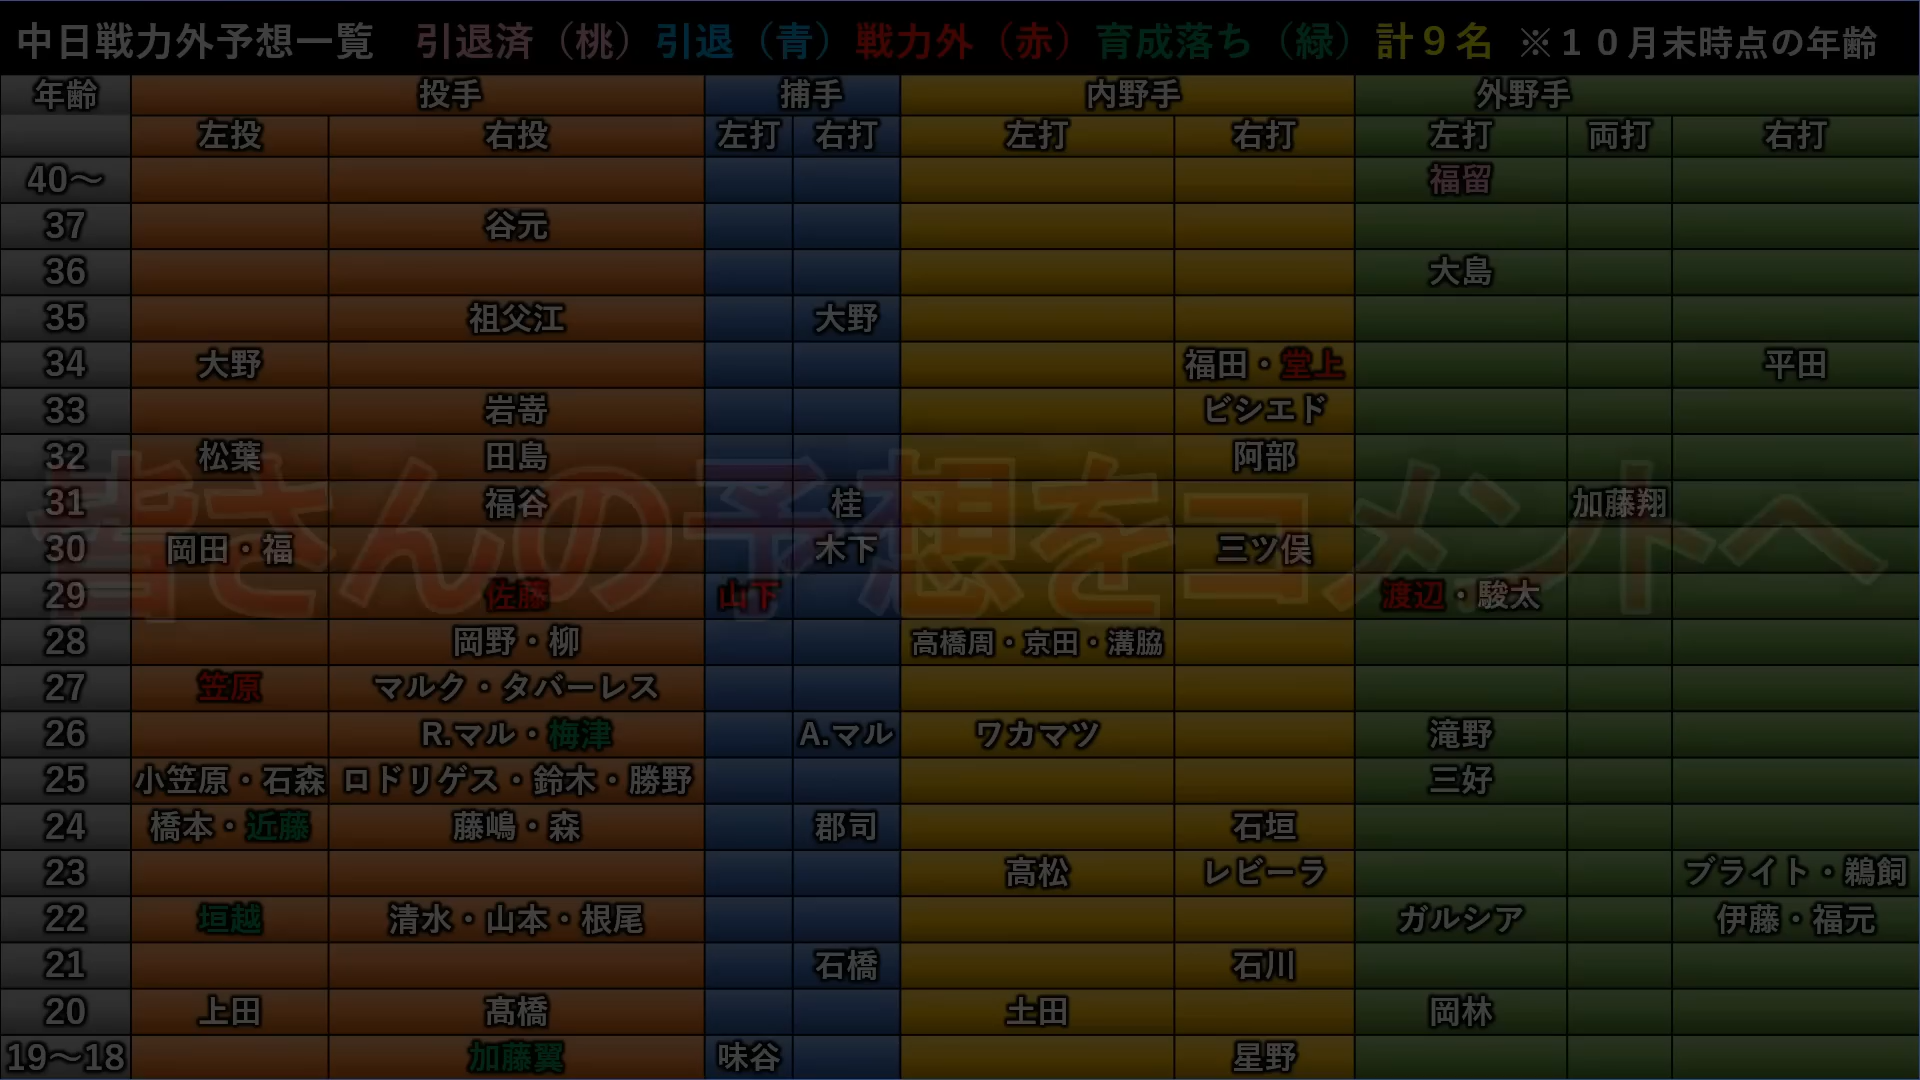 中日戦力外予想一覧 引退済（桃）引退（青）戦力外（赤）育成落ち（緑）計９名 ※１０月末時点の年齢
年齢 投手 捕手 内野手 外野手
左投 右投 左打 右打 左打 右打 左打 両打 右打
40～ 福留
37 谷元
36 大島
35 祖父江 大野
34 大野 福田・堂上 平田
33 岩嵜 ビシエド
32 松葉 田島 阿部
皆さんの予想をコメントへ
31 福谷 桂 加藤翔
30 岡田・福 木下 三ツ俣
29 佐藤 山下 渡辺・駿太
28 岡野・柳 高橋周・京田・溝脇
27 笠原 マルク・タバーレス
26 R.マル・梅津 A.マル ワカマツ 滝野
25 小笠原・石森 ロドリゲス・鈴木・勝野 三好
24 橋本・近藤 藤嶋・森 郡司 石垣
23 高松 レビーラ ブライト・鵜飼
22 垣越 清水・山本・根尾 ガルシア 伊藤・福元
21 石橋 石川
20 上田 髙橋 土田 岡林
19～18 加藤翼 味谷 星野